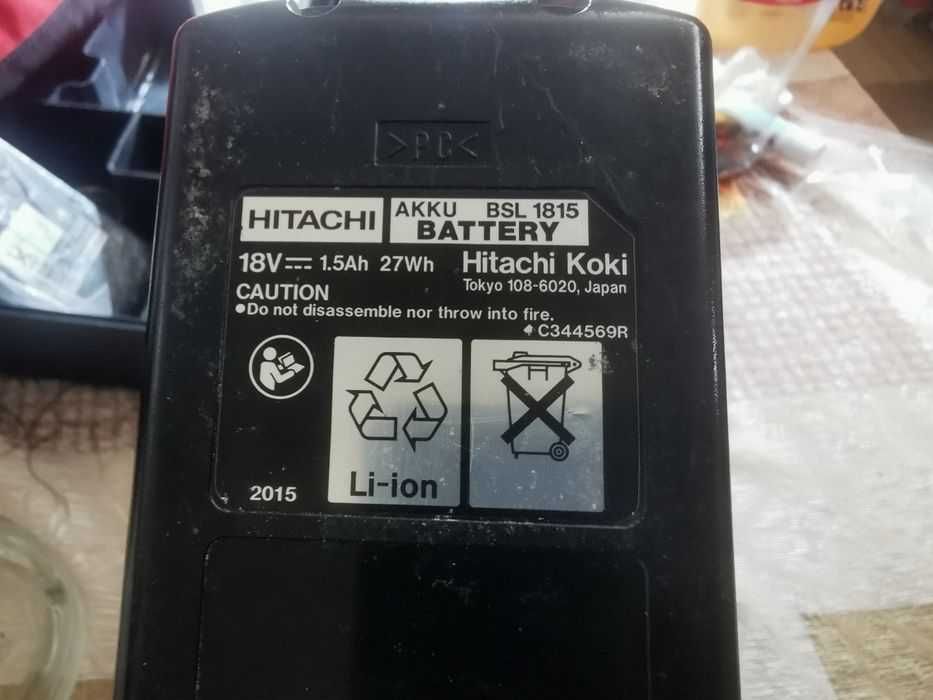 >PC<
HITACHI
AKKU BSL 1815
BATTERY
18V 1.5Ah 27Wh
Hitachi Koki
Tokyo 108-6020, Japan
CAUTION
●Do not disassemble nor throw into fire.
C344569R
Li-ion
2015